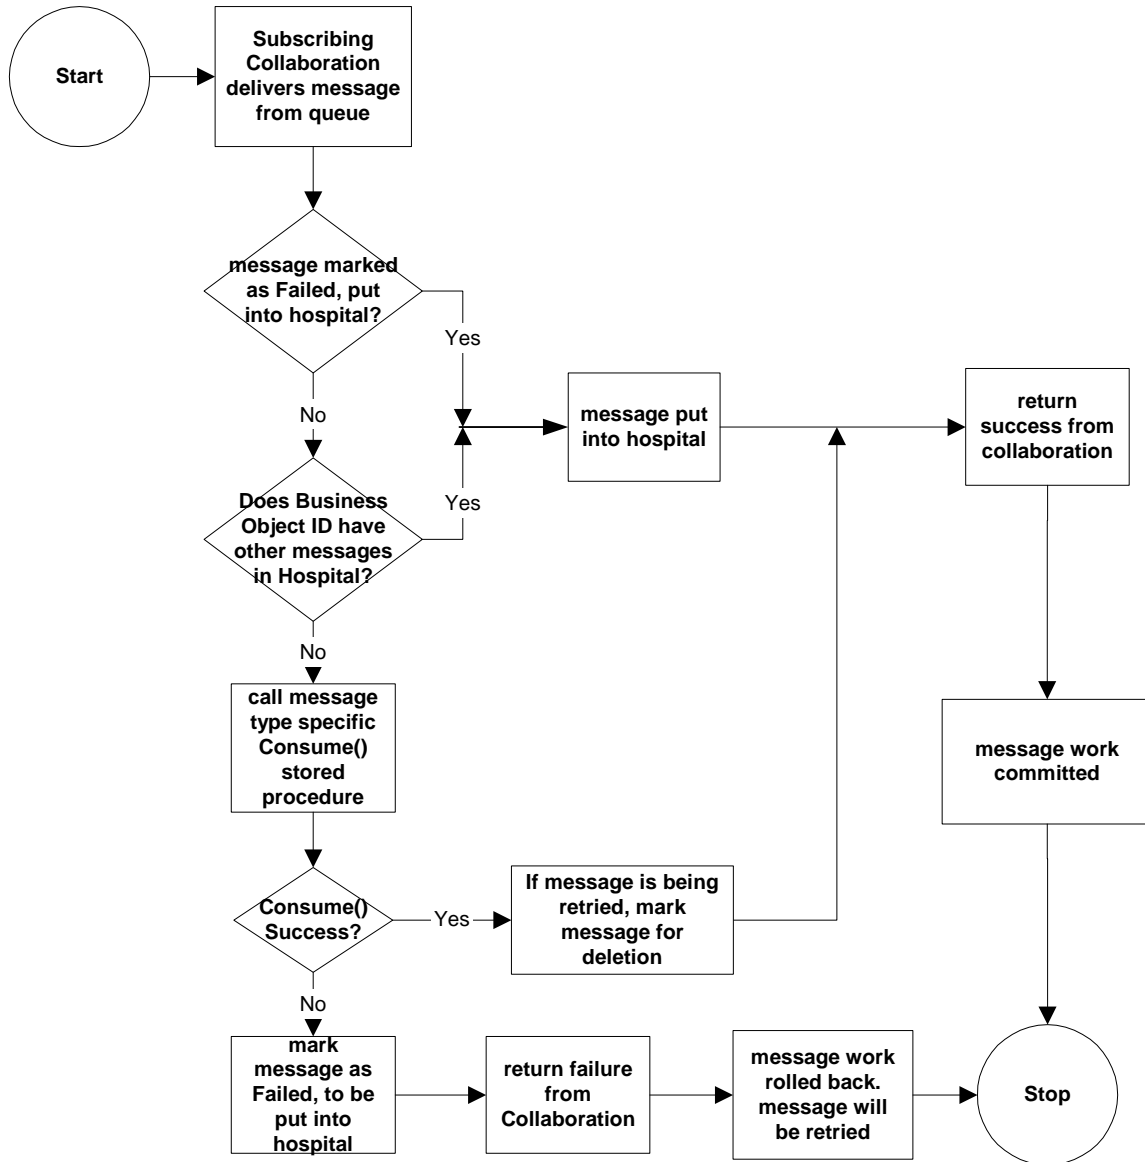 Start
Subscribing
Collaboration
delivers message
from queue
message marked
as Failed, put
into hospital?
Yes
No
message put
into hospital
return
success from
collaboration
Does Business
Object ID have
other messages
in Hospital?
Yes
No
call message
type specific
Consume()
stored
procedure
message work
committed
Consume()
Success?
Yes
If message is being
retried, mark
message for
deletion
No
mark
message as
Failed, to be
put into
hospital
return failure
from
Collaboration
message work
rolled back.
message will
be retried
Stop